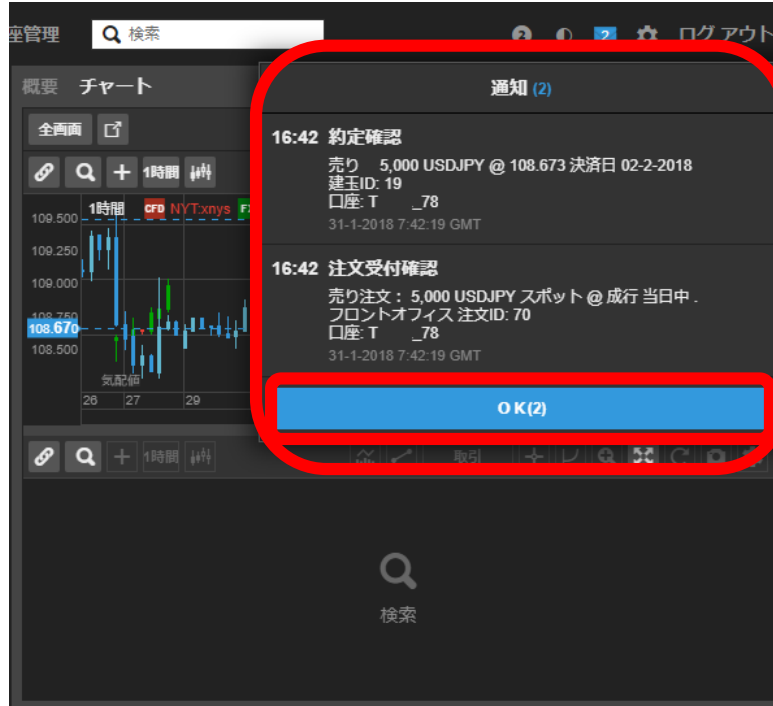 座管理 検索 2 ログ アウト
概要 チャート
通知 (2)
全画面
16:42 約定確認
売り 5,000 USDJPY @ 108.673 決済日 02-2-2018
建玉ID: 19
口座: T _78
31-1-2018 7:42:19 GMT
1時間
1時間 CFD NYT:xnys
109.500
109.250
109.000
108.750
108.670
108.500
気配値
26 27 29
16:42 注文受付確認
売り注文： 5,000 USDJPY スポット @ 成行 当日中 .
フロントオフィス 注文ID: 70
口座: T _78
31-1-2018 7:42:19 GMT
O K(2)
1時間 取引
検索